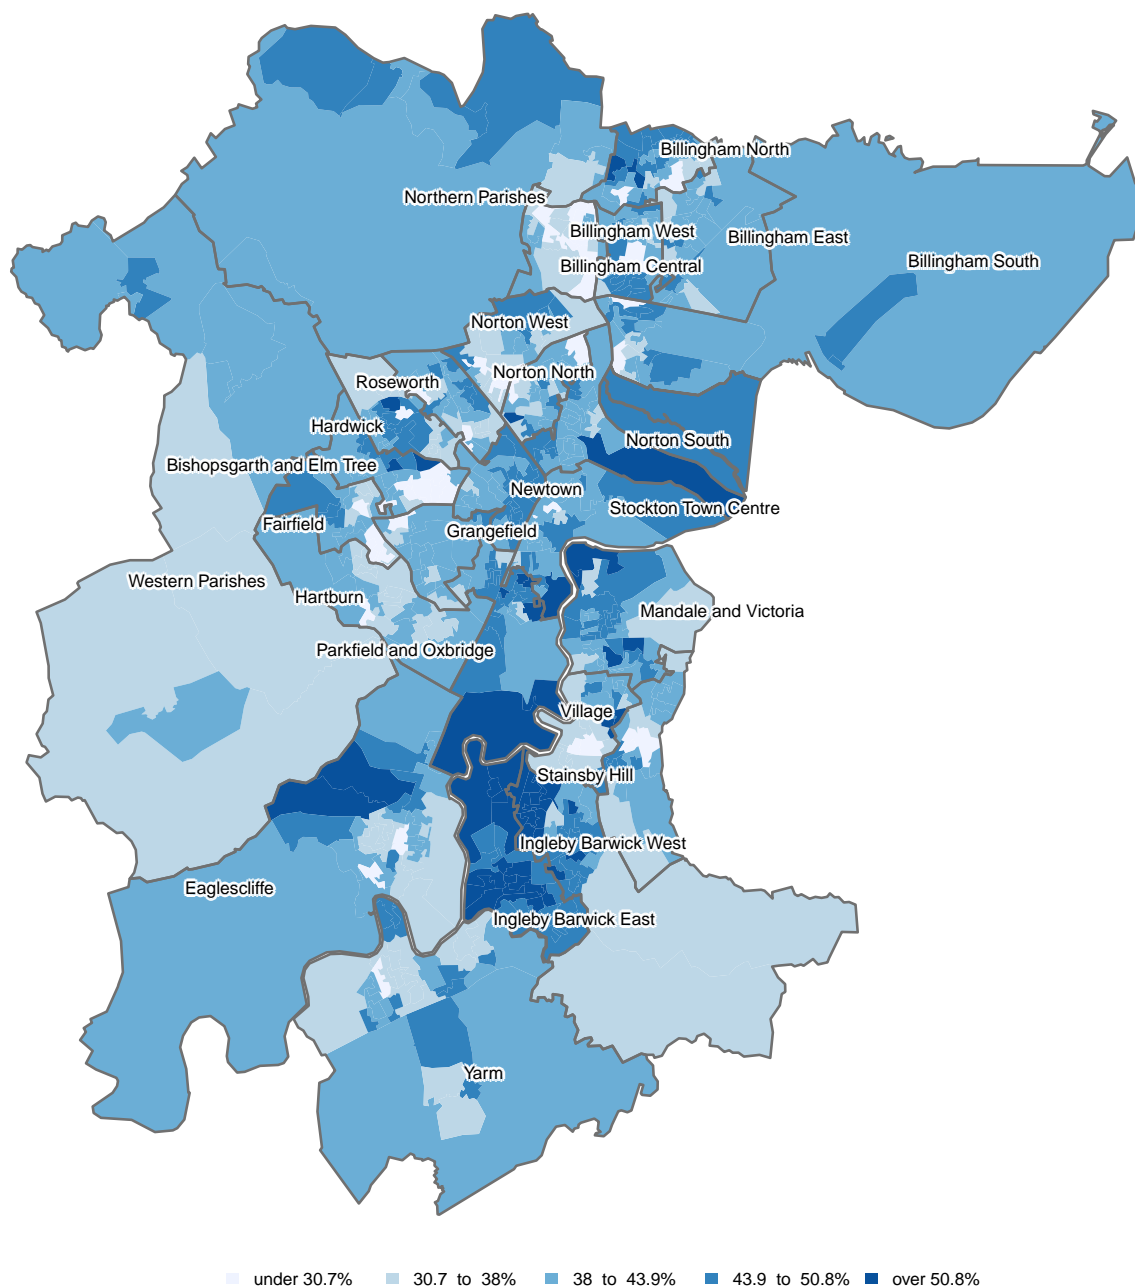 Billingham North
Northern Parishes
Billingham West
Billingham East
Billingham South
Billingham Central
Norton West
Norton North
Roseworth
Hardwick
Norton South
Bishopsgarth and Elm Tree
Newtown
Stockton Town Centre
Fairfield
Grangefield
Western Parishes
Hartburn
Mandale and Victoria
Parkfield and Oxbridge
Village
Stainsby Hill
Ingleby Barwick West
Eaglescliffe
Ingleby Barwick East
Yarm
under 30.7% 30.7 to 38% 38 to 43.9% 43.9 to 50.8% over 50.8%